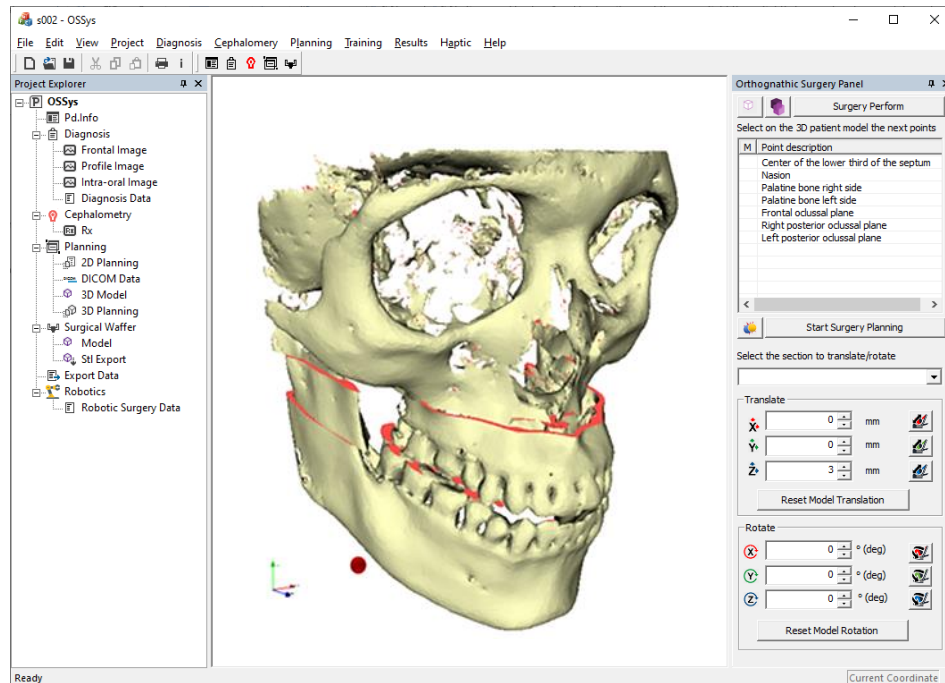 s002 - OSSys
File Edit View Project Diagnosis Cephalomery Planning Training Results Haptic Help
Project Explorer
OSSys
Pd.Info
Diagnosis
Frontal Image
Profile Image
Intra-oral Image
Diagnosis Data
Cephalometry
Rx
Planning
2D Planning
DICOM Data
3D Model
3D Planning
Surgical Waffer
Model
Stl Export
Export Data
Robotics
Robotic Surgery Data
Orthognathic Surgery Panel
Surgery Perform
Select on the 3D patient model the next points
M Point description
Center of the lower third of the septum
Nasion
Palatine bone right side
Palatine bone left side
Frontal oclussal plane
Right posterior oclussal plane
Left posterior oclussal plane
Start Surgery Planning
Select the section to translate/rotate
Translate
X 0 mm
Y 0 mm
Z 3 mm
Reset Model Translation
Rotate
X 0 º (deg)
Y 0 º (deg)
Z 0 º (deg)
Reset Model Rotation
Ready
Current Coordinate